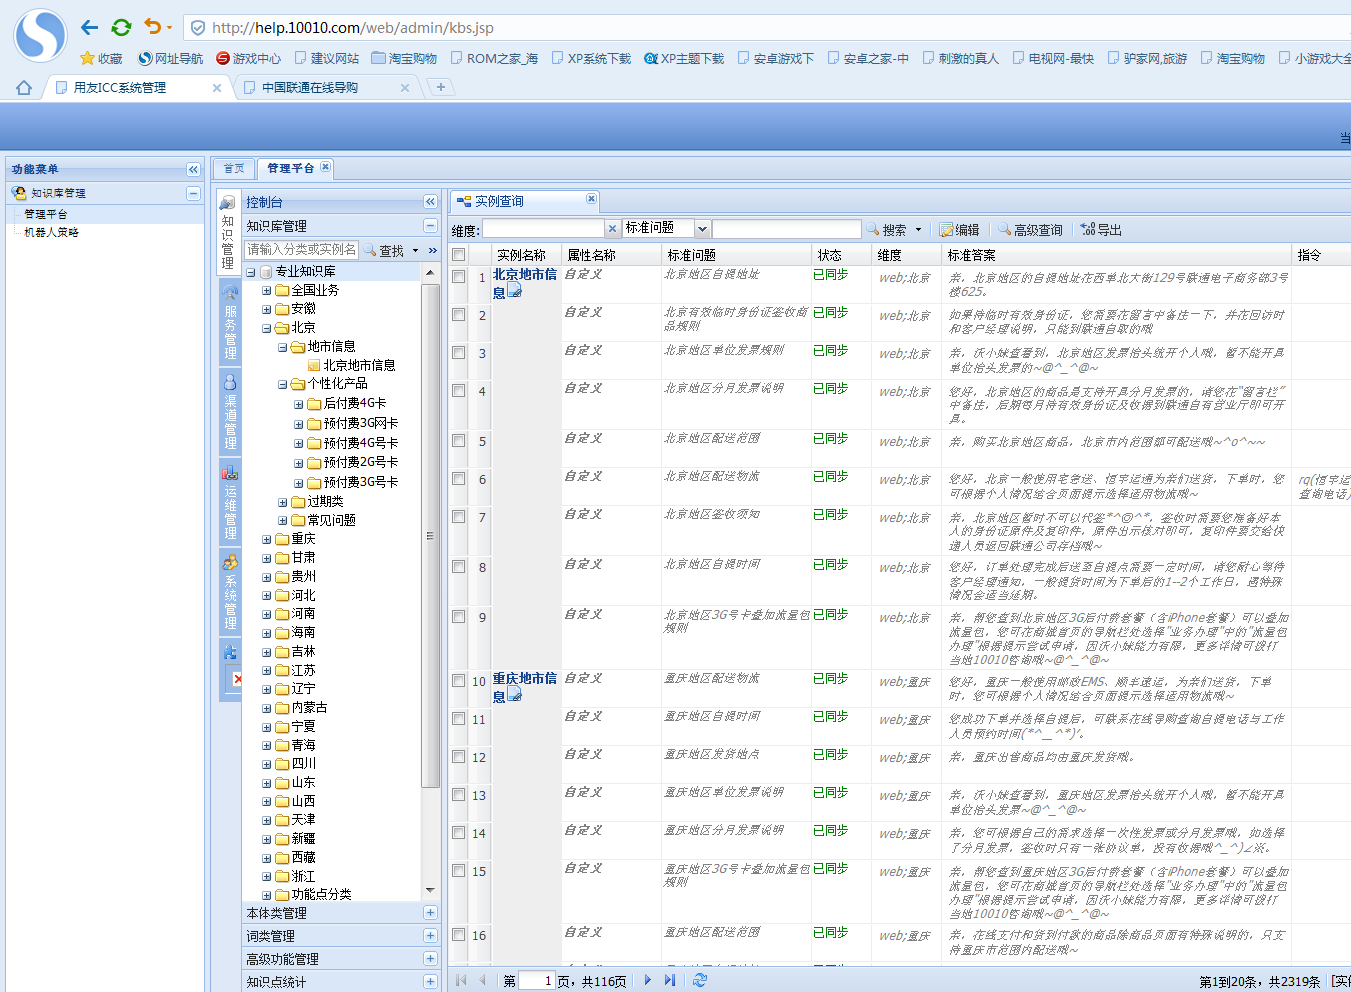 http://help.10010.com/web/admin/kbs.jsp
收藏 网址导航 游戏中心 建议网站 淘宝购物 ROM之家_海 XP系统下载 XP主题下载 安卓游戏下 安卓之家-中 刺激的真人 电视网-最快 驴家网,旅游 淘宝购物 小游戏大全
用友ICC系统管理 中国联通在线导购
当
功能菜单
知识库管理
管理平台
机器人策略
首页 管理平台
知识管理
服务管理
渠道管理
运维管理
系统管理
控制台
知识库管理
请输入分类或实例名 查找
专业知识库
全国业务
安徽
北京
地市信息
北京地市信息
个性化产品
后付费4G卡
预付费3G网卡
预付费4G号卡
预付费2G号卡
预付费3G号卡
过期类
常见问题
重庆
甘肃
贵州
河北
河南
海南
吉林
江苏
辽宁
内蒙古
宁夏
青海
四川
山东
山西
天津
新疆
西藏
浙江
功能点分类
本体类管理
词类管理
高级功能管理
知识点统计
实例查询
维度: 标准问题 搜索 编辑 高级查询 导出
实例名称 属性名称 标准问题 状态 维度 标准答案 指令
1 北京地市信息 自定义 北京地区自提地址 已同步 web;北京 亲，北京地区的自提地址在西单北大街129号联通电子商务部3号楼625。
2 自定义 北京有效临时身份证签收商品规则 已同步 web;北京 如果持临时有效身份证，您需要在留言中备注一下，并在回访时和客户经理说明，只能到联通自取的哦
3 自定义 北京地区单位发票规则 已同步 web;北京 亲，沃小妹查看到，北京地区发票抬头统开个人哦，暂不能开具单位抬头发票的~@^_^@~
4 自定义 北京地区分月发票说明 已同步 web;北京 您好，北京地区的商品是支持开具分月发票的，请您在"留言栏"中备注，后期每月持有效身份证及收据到联通自有营业厅即可开具。
5 自定义 北京地区配送范围 已同步 web;北京 亲，购买北京地区商品，北京市内范围都可配送哦~^o^~~
6 自定义 北京地区配送物流 已同步 web;北京 您好，北京一般使用宅急送、恒宇运通为亲们送货，下单时，您可根据个人情况结合页面提示选择适用物流哦~ rq(恒宇运 查询电话)
7 自定义 北京地区签收须知 已同步 web;北京 亲，北京地区暂时不可以代签*^◎^*，签收时需要您准备好本人的身份证原件及复印件，原件出示核对即可，复印件要交给快递人员返回联通公司存档哦~
8 自定义 北京地区自提时间 已同步 web;北京 您好，订单处理完成后送至自提点需要一定时间，请您耐心等待客户经理通知，一般提货时间为下单后的1--2个工作日，遇特殊情况会适当延期。
9 自定义 北京地区3G号卡叠加流量包规则 已同步 web;北京 亲，帮您查到北京地区3G后付费套餐（含iPhone套餐）可以叠加流量包，您可在商城首页的导航栏处选择"业务办理"中的"流量包办理"根据提示尝试申请，因沃小妹能力有限，更多详情可拨打当地10010咨询哦~@^_^@~
10 重庆地市信息 自定义 重庆地区配送物流 已同步 web;重庆 您好，重庆一般使用邮政EMS、顺丰速运，为亲们送货，下单时，您可根据个人情况结合页面提示选择适用物流哦~
11 自定义 重庆地区自提时间 已同步 web;重庆 您成功下单并选择自提后，可联系在线导购查询自提电话与工作人员预约时间(*^__^*)′。
12 自定义 重庆地区发货地点 已同步 web;重庆 亲，重庆出售商品均由重庆发货哦。
13 自定义 重庆地区单位发票说明 已同步 web;重庆 亲，沃小妹查看到，重庆地区发票抬头统开个人哦，暂不能开具单位抬头发票~@^_^@~
14 自定义 重庆地区分月发票说明 已同步 web;重庆 亲，您可根据自己的需求选择一次性发票或分月发票哦，如选择了分月发票，签收时只有一张协议单，没有收据哦^_^)∠※。
15 自定义 重庆地区3G号卡叠加流量包规则 已同步 web;重庆 亲，帮您查到重庆地区3G后付费套餐（含iPhone套餐）可以叠加流量包，您可在商城首页的导航栏处选择"业务办理"中的"流量包办理"根据提示尝试申请，因沃小妹能力有限，更多详情可拨打当地10010咨询哦~@^_^@~
16 自定义 重庆地区配送范围 已同步 web;重庆 亲，在线支付和货到付款的商品除商品页面有特殊说明的，只支持重庆市范围内配送哦~
第 1 页，共116页 第1到20条，共2319条